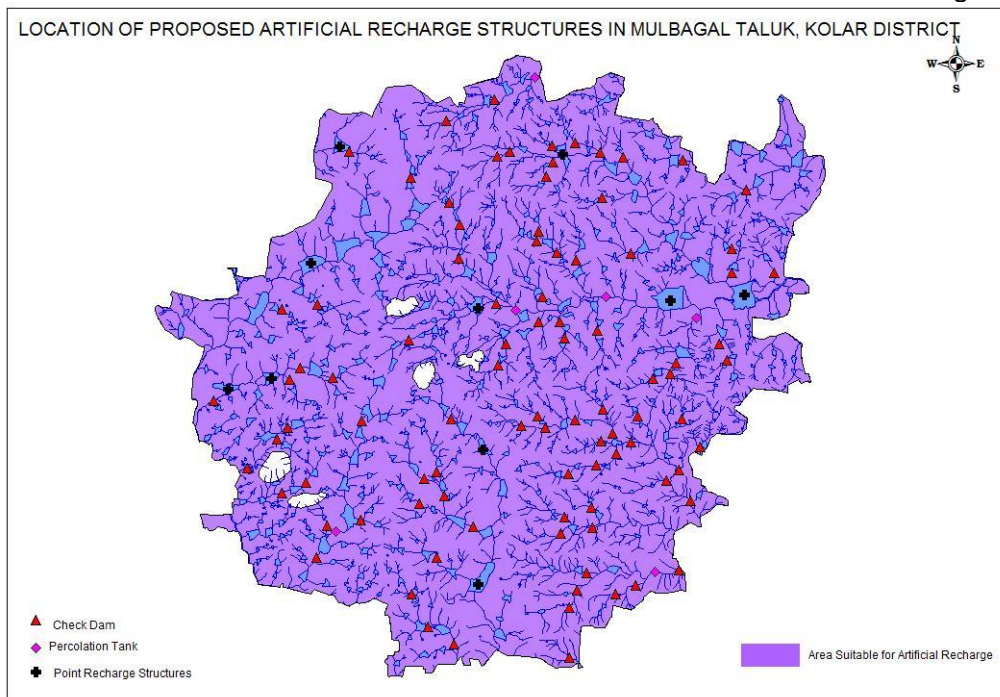 LOCATION OF PROPOSED ARTIFICIAL RECHARGE STRUCTURES IN MULBAGAL TALUK, KOLAR DISTRICT
N
W E
S
Check Dam
Percolation Tank
Point Recharge Structures
Area Suitable for Artificial Recharge